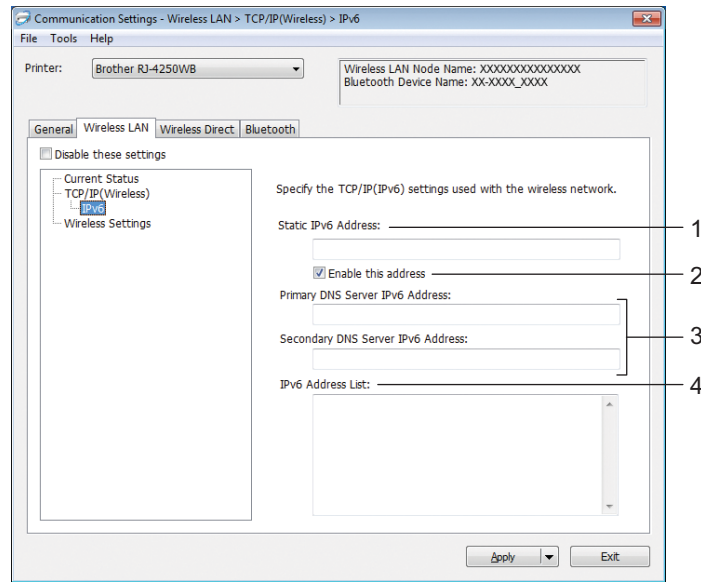 Communication Settings - Wireless LAN > TCP/IP(Wireless) > IPv6
File Tools Help
Printer: Brother RJ-4250WB
Wireless LAN Node Name: XXXXXXXXXXXXXXX
Bluetooth Device Name: XX-XXXX_XXXX
General Wireless LAN Wireless Direct Bluetooth
Disable these settings
Current Status
TCP/IP(Wireless)
IPv6
Wireless Settings
Specify the TCP/IP(IPv6) settings used with the wireless network.
Static IPv6 Address: 1
Enable this address 2
Primary DNS Server IPv6 Address:
3
Secondary DNS Server IPv6 Address:
IPv6 Address List: 4
Apply Exit